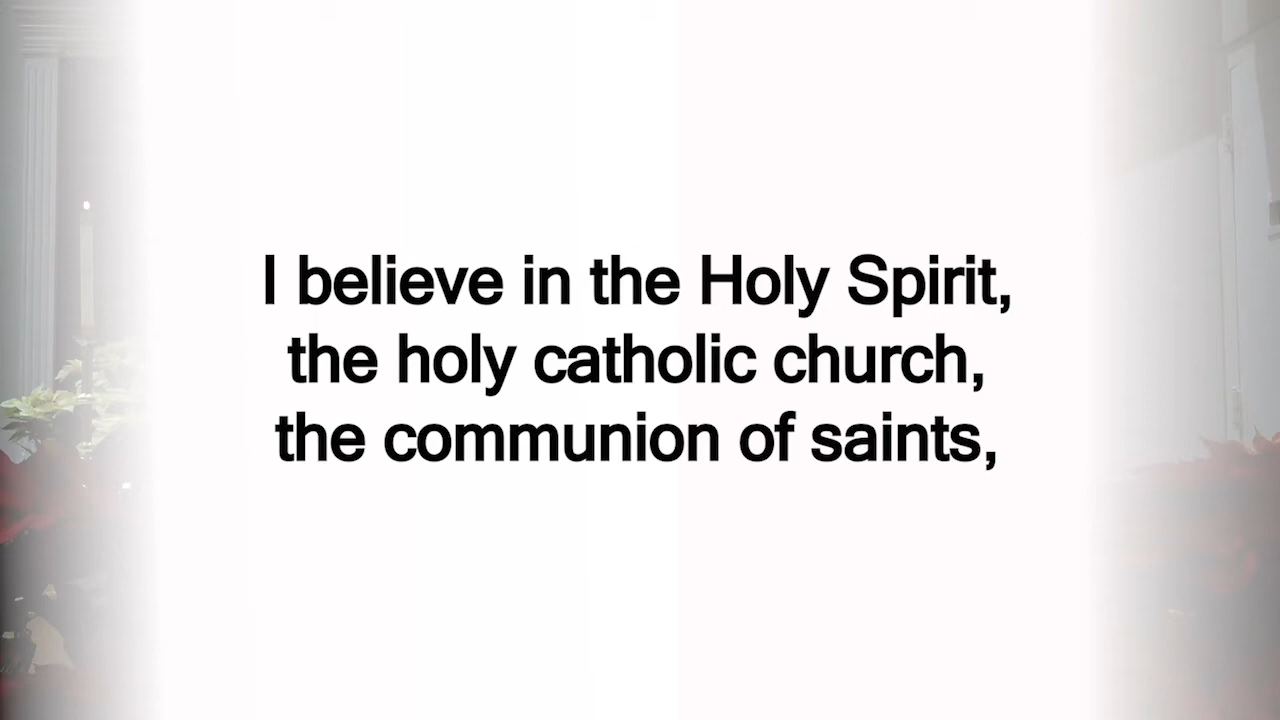 I believe in the Holy Spirit,
the holy catholic church,
the communion of saints,